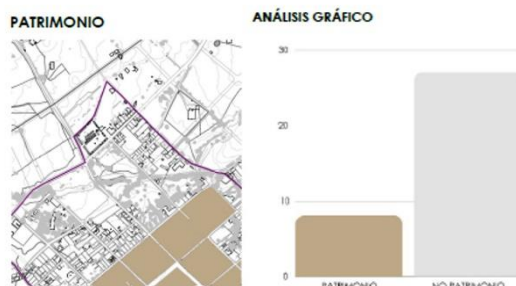 PATRIMONIO
ANÁLISIS GRÁFICO
30
20
10
0
PATRIMONIO
NO PATRIMONIO